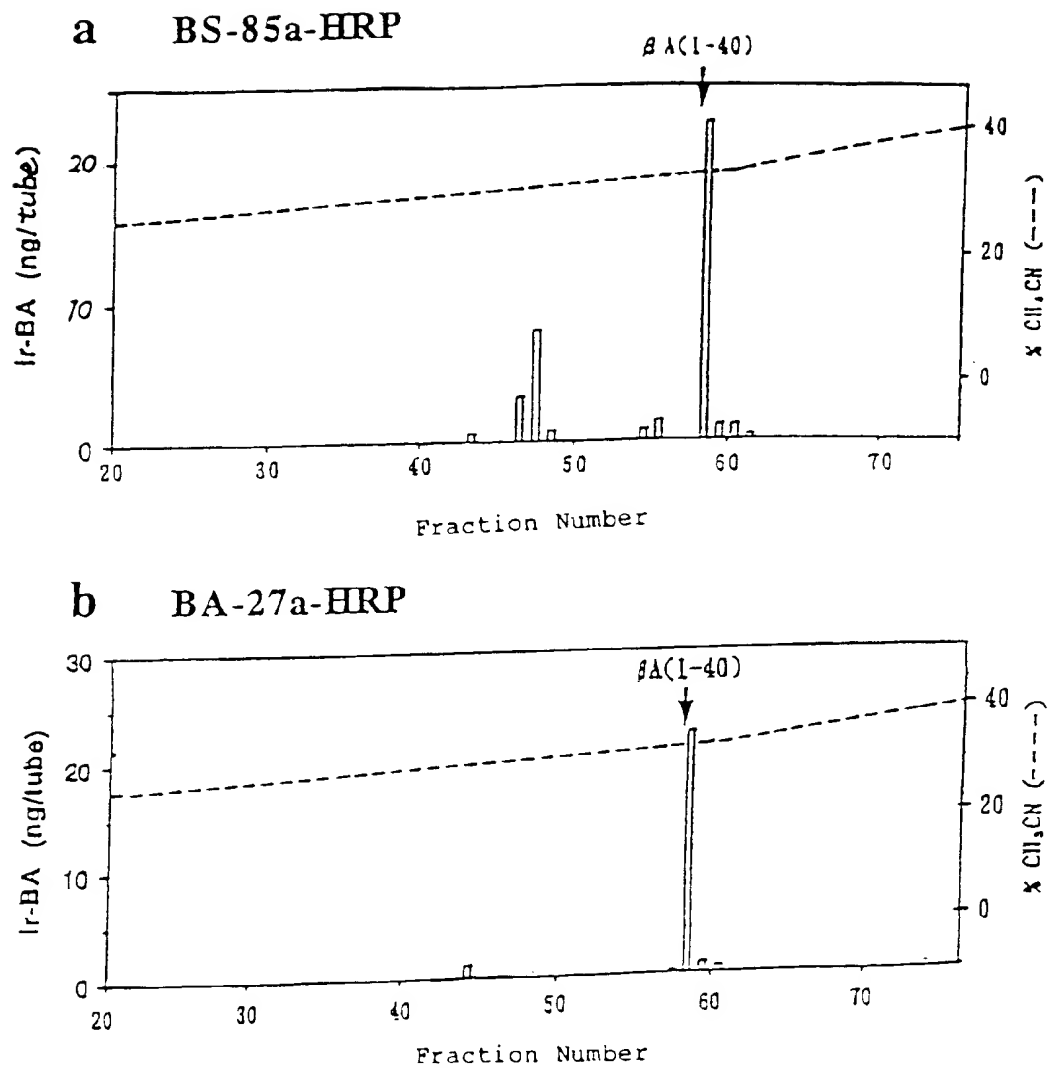 a BS-85a-HRP
βA(1-40)
Ir-BA (ng/tube)
20
10
0
40
20
0
% CH₃CN (----)
20 30 40 50 60 70
Fraction Number
b BA-27a-HRP
βA(1-40)
Ir-BA (ng/tube)
30
20
10
0
40
20
0
% CH₃CN (----)
20 30 40 50 60 70
Fraction Number